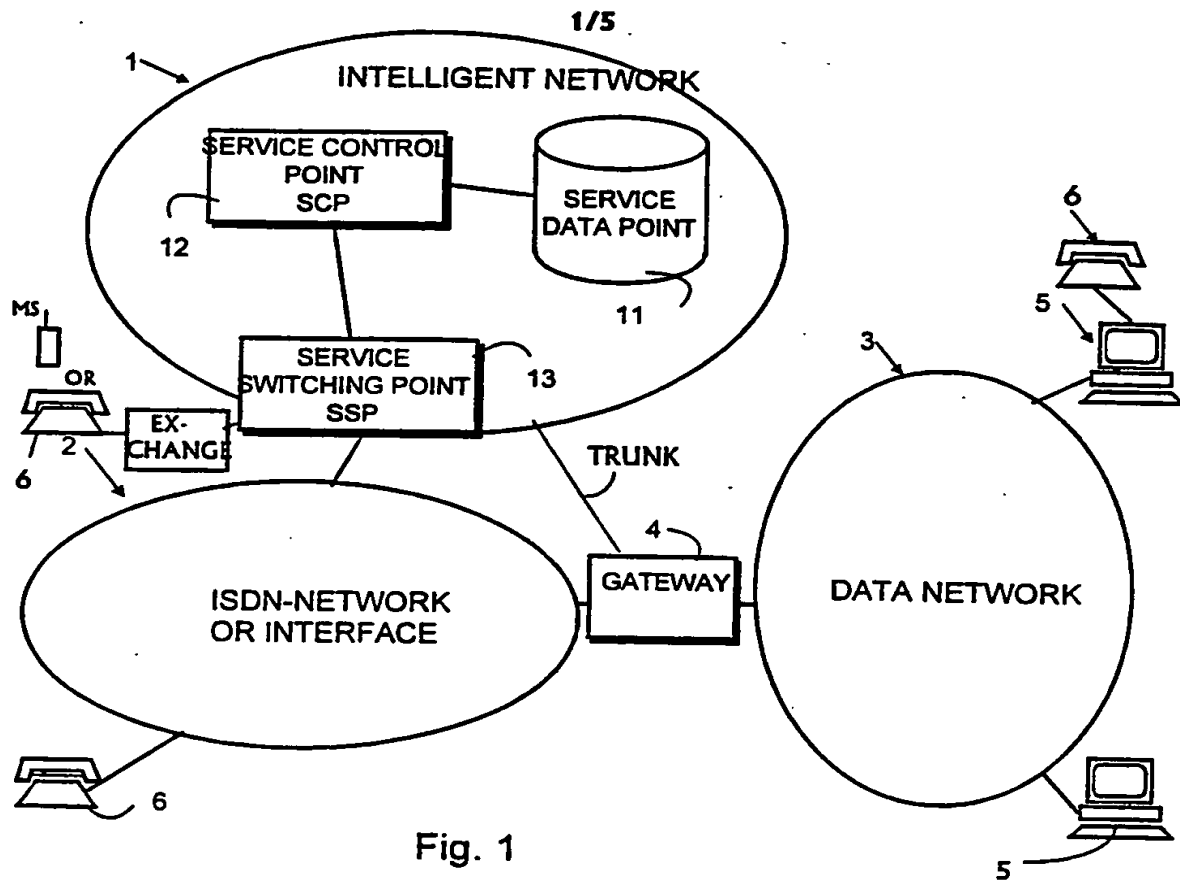 1/5
1
INTELLIGENT NETWORK
SERVICE CONTROL
POINT
SCP
12
SERVICE
DATA POINT
11
6
5
MS
OR
6
2
EX-
CHANGE
SERVICE
SWITCHING POINT
SSP
13
3
TRUNK
4
GATEWAY
ISDN-NETWORK
OR INTERFACE
DATA NETWORK
6
5
Fig. 1